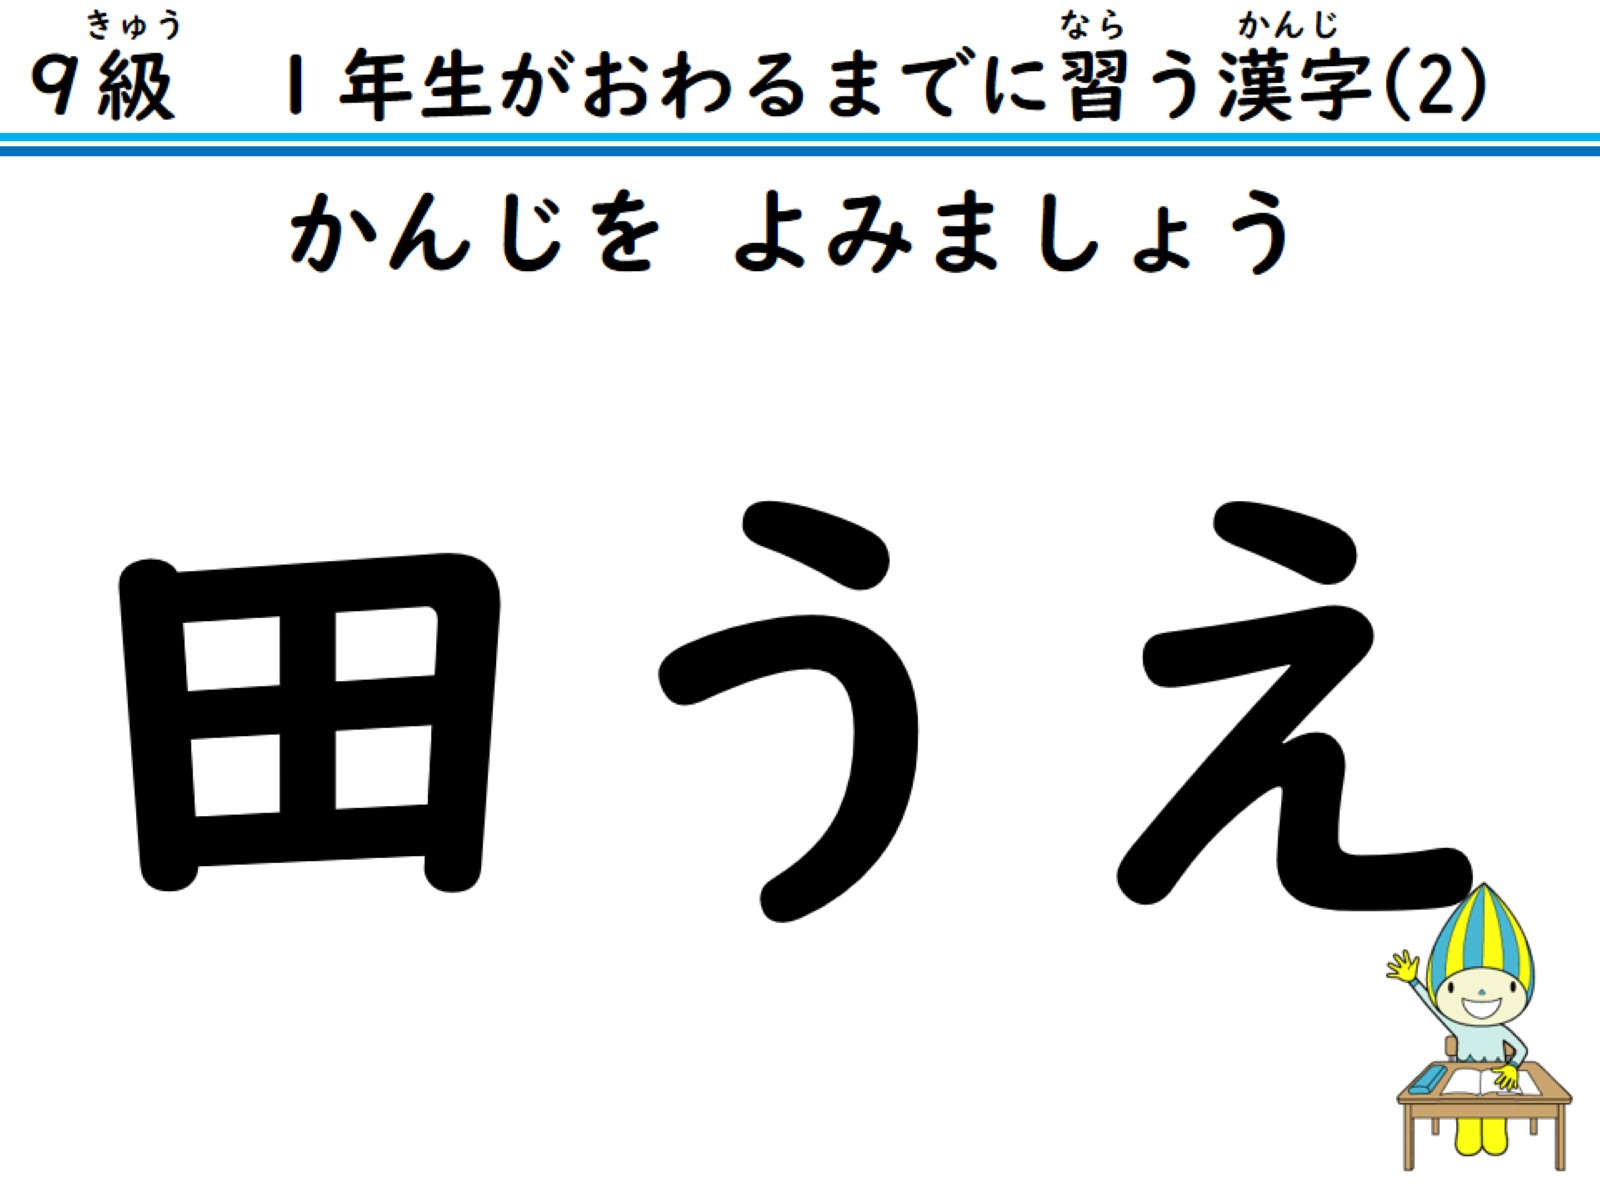 きゅう なら かんじ
9級 1年生がおわるまでに習う漢字(2)
かんじを よみましょう
田うえ